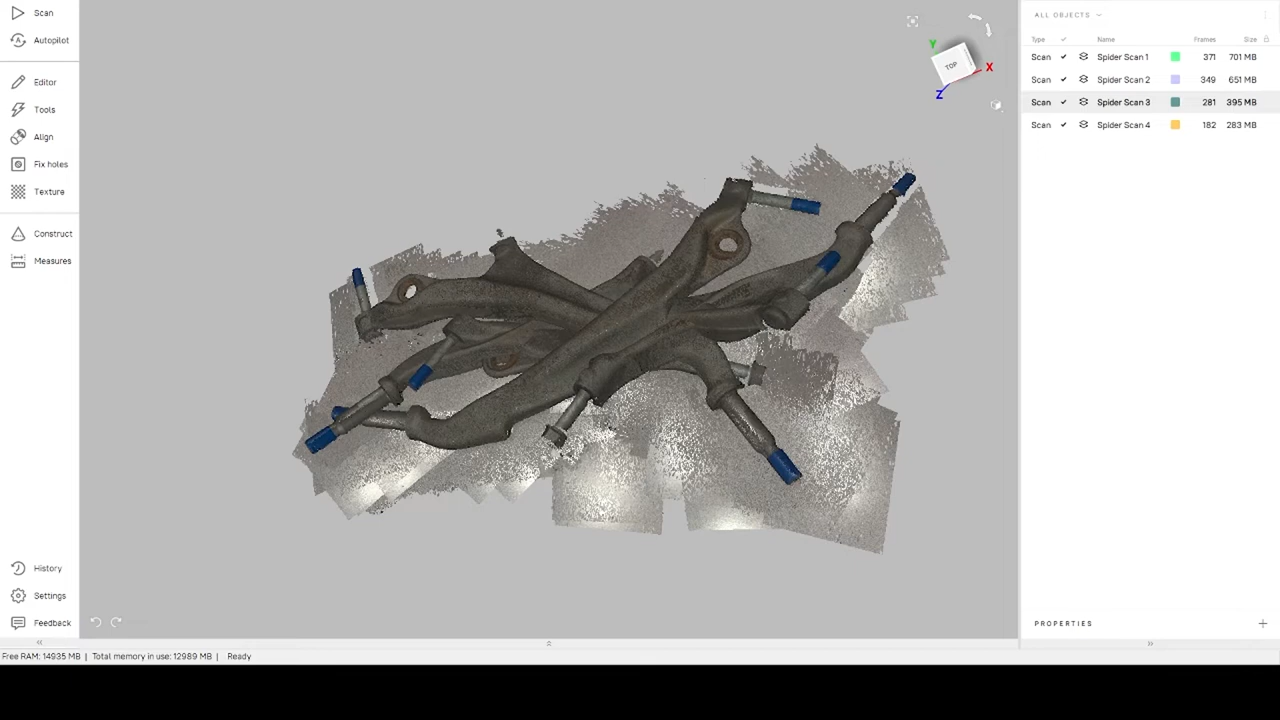 Scan
Autopilot
Editor
Tools
Align
Fix holes
Texture
Construct
Measures
History
Settings
Feedback
Y
TOP
X
Z
ALL OBJECTS
Type Name Frames Size
Scan Spider Scan 1 371 701 MB
Scan Spider Scan 2 349 651 MB
Scan Spider Scan 3 281 395 MB
Scan Spider Scan 4 182 283 MB
PROPERTIES
Free RAM: 14935 MB | Total memory in use: 12989 MB | Ready